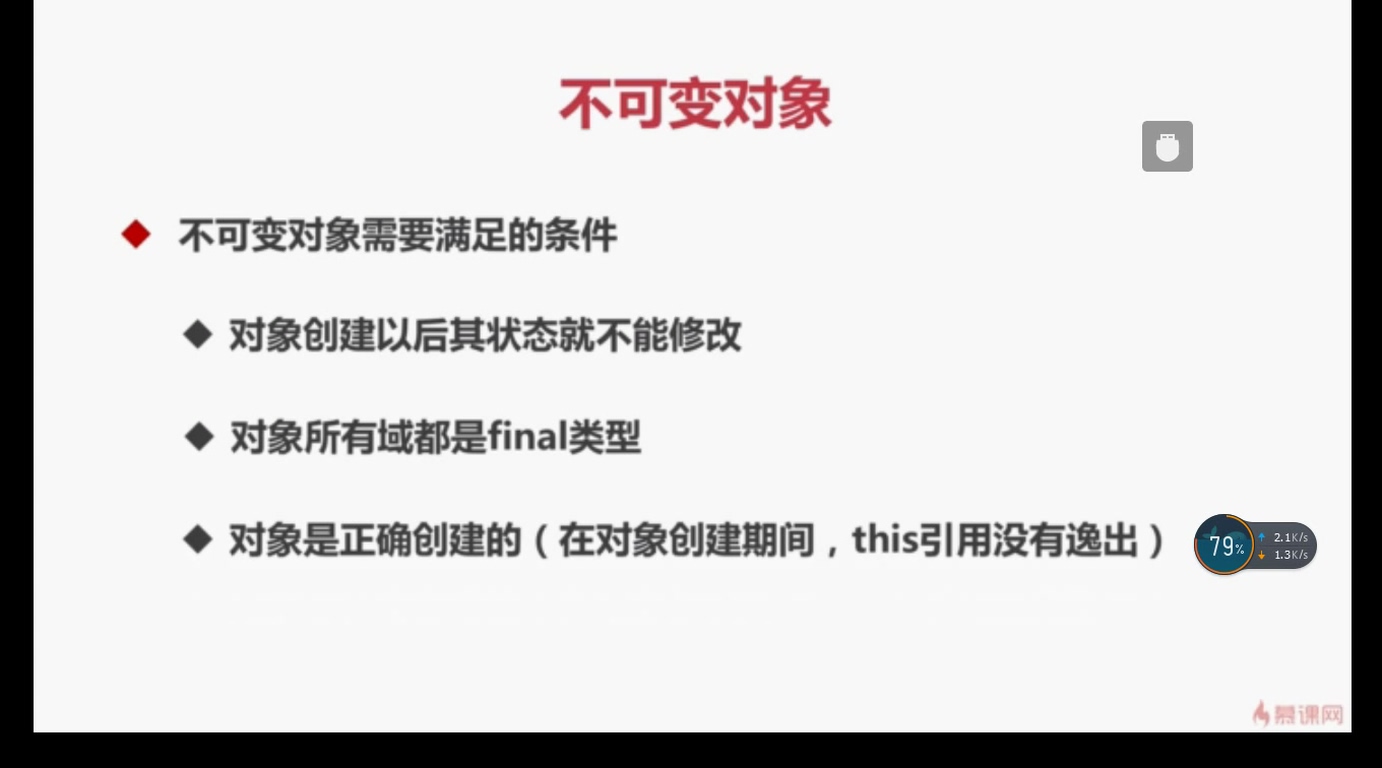 不可变对象
不可变对象需要满足的条件
对象创建以后其状态就不能修改
对象所有域都是final类型
对象是正确创建的（在对象创建期间，this引用没有逸出）
79%
2.1K/s
1.3K/s
慕课网